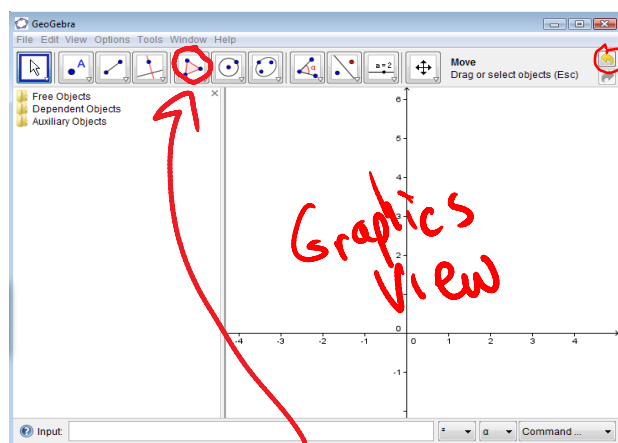 GeoGebra
File Edit View Options Tools Window Help
A
α
a = 2
Move
Drag or select objects (Esc)
Free Objects
Dependent Objects
Auxiliary Objects
6
5
4
3
2
1
0
-1
-4 -3 -2 -1 0 1 2 3 4
Graphics
View
Input:
α
Command ...